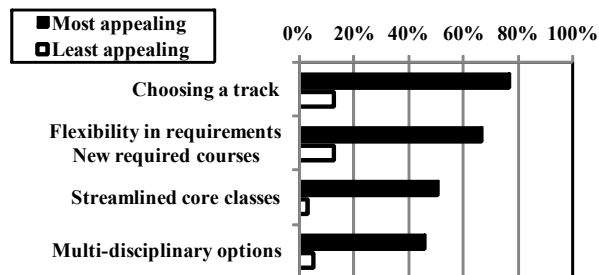 Most appealing
Least appealing
0% 20% 40% 60% 80% 100%
Choosing a track
Flexibility in requirements
New required courses
Streamlined core classes
Multi-disciplinary options